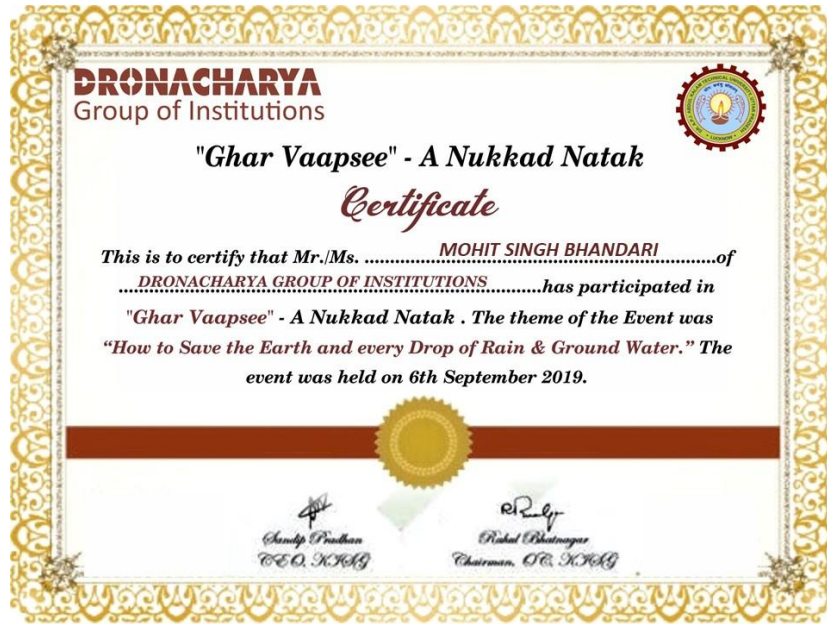 DRONACHARYA
Group of Institutions
"Ghar Vaapsee" - A Nukkad Natak
Certificate
This is to certify that Mr./Ms. ........MOHIT SINGH BHANDARI........of
....DRONACHARYA GROUP OF INSTITUTIONS........has participated in
"Ghar Vaapsee" - A Nukkad Natak . The theme of the Event was
“How to Save the Earth and every Drop of Rain & Ground Water.” The
event was held on 6th September 2019.
Sandip Pradhan
Rahul Bhatnagar
Chairman, OC,